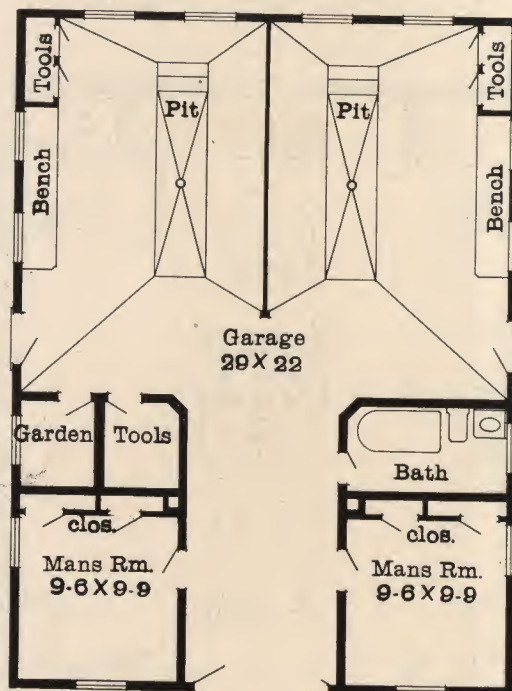 Tools
Tools
Pit
Pit
Bench
Bench
Garage
29 X 22
Garden
Tools
Bath
clos.
clos.
Mans Rm.
9-6 X 9-9
Mans Rm.
9-6 X 9-9